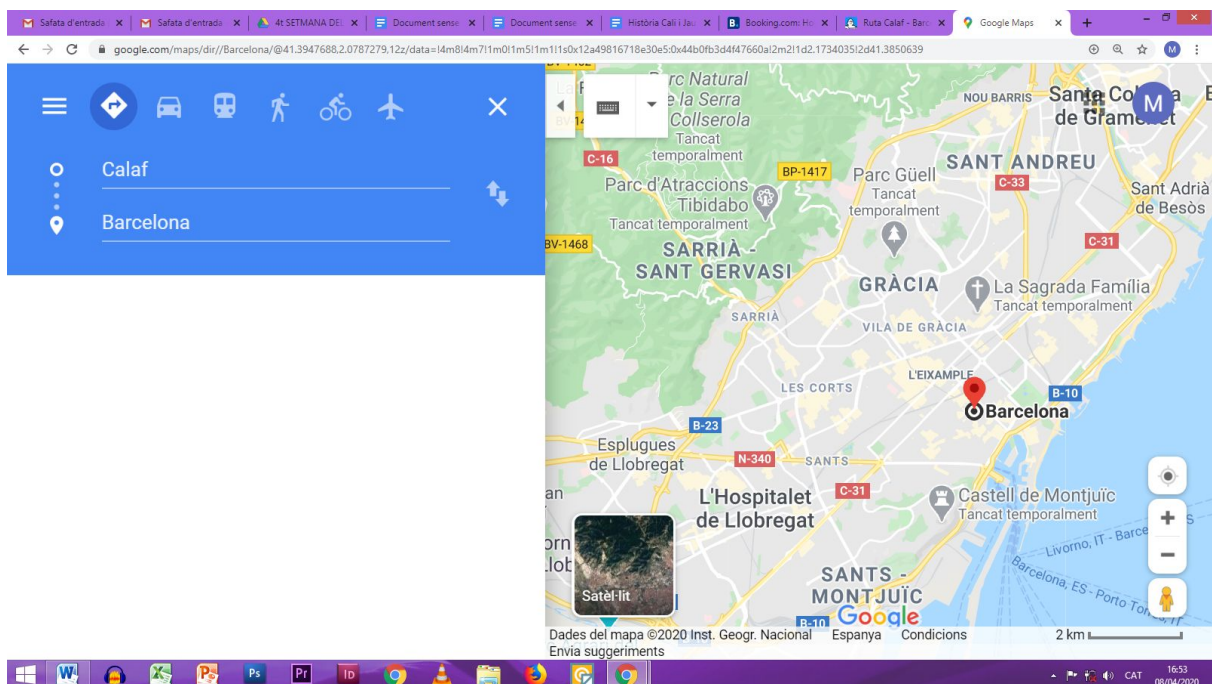 Safata d'entrada
Safata d'entrada
4t SETMANA DEL
Document sense
Document sense
Història Cali i Jau
Booking.com: Ho
Ruta Calaf - Barc
Google Maps
google.com/maps/dir//Barcelona/@41.3947688,2.0787279,12z/data=!4m8!4m7!1m0!1m5!1m1!1s0x12a49816718e30e5:0x44b0fb3d4f47660a!2m2!1d2.1734035!2d41.3850639
M
Calaf
Barcelona
M
Parc Natural
de la Serra
Collserola
Tancat
temporalment
NOU BARRIS
Santa Co
de Gramenet
C-16
BP-1417
Parc d'Atraccions
Tibidabo
Tancat temporalment
Parc Güell
Tancat
temporalment
SANT ANDREU
C-33
Sant Adrià
de Besòs
BV-1468
C-31
SARRIÀ -
SANT GERVASI
GRÀCIA
La Sagrada Família
Tancat temporalment
SARRIÀ
VILA DE GRÀCIA
L'EIXAMPLE
LES CORTS
B-10
Barcelona
B-23
Esplugues
de Llobregat
N-340
SANTS
C-31
L'Hospitalet
de Llobregat
Castell de Montjuïc
Tancat temporalment
Livorno, IT - Barce
Barcelona, ES - Porto Torr
SANTS -
MONTJUÏC
Satèl·lit
B-10
Google
Dades del mapa ©2020 Inst. Geogr. Nacional Espanya Condicions 2 km
Envia suggeriments
W
Ps
Pr
ID
CAT
16:53
08/04/2020